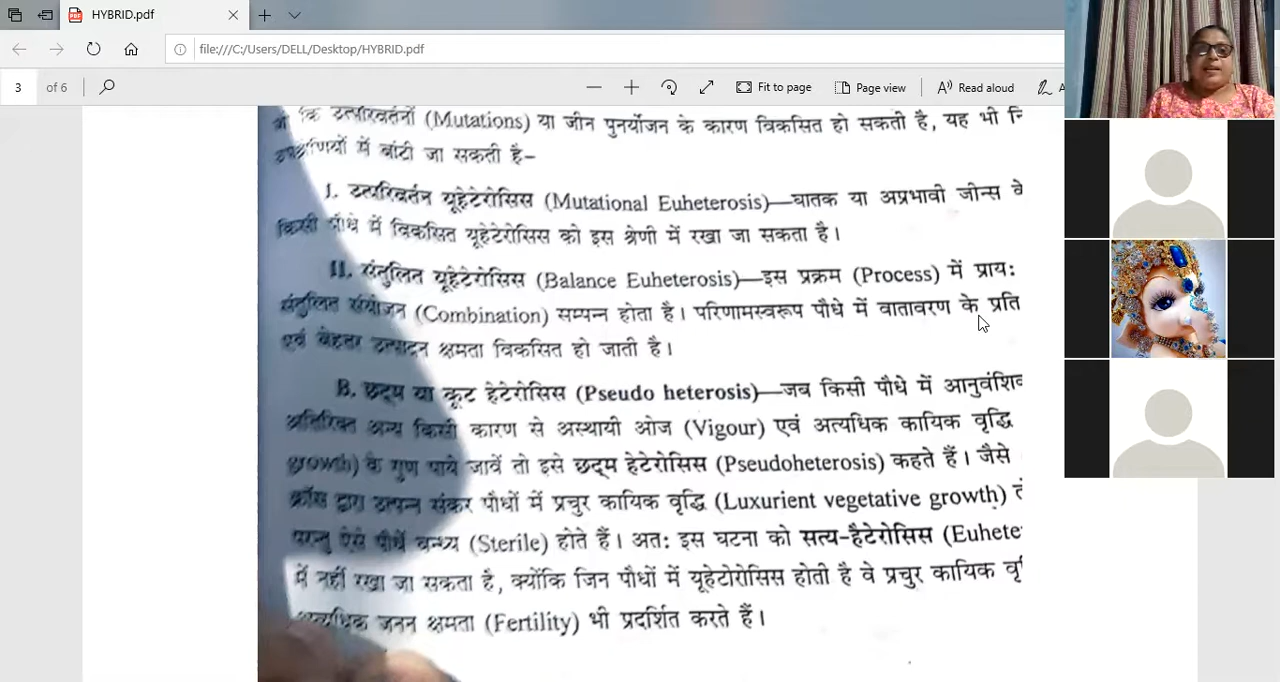 HYBRID.pdf
file:///C:/Users/DELL/Desktop/HYBRID.pdf
3 of 6 Fit to page Page view Read aloud
कि उत्परिवर्तनों (Mutations) या जीन पुनर्योजन के कारण विकसित हो सकती है, यह भी
उपश्रेणियों में बांटी जा सकती है–
I. उत्परिवर्तन यूहेटेरोसिस (Mutational Euheterosis)—घातक या अप्रभावी जीन्स
किसी पौधे में विकसित यूहेटेरोसिस को इस श्रेणी में रखा जा सकता है।
II. संतुलित यूहेटेरोसिस (Balance Euheterosis)—इस प्रक्रम (Process) में प्राय:
संतुलित संयोजन (Combination) सम्पन्न होता है। परिणामस्वरूप पौधे में वातावरण के प्रति
एवं बेहतर उत्पादन क्षमता विकसित हो जाती है।
B. छद्म या कूट हेटेरोसिस (Pseudo heterosis)—जब किसी पौधे में
अतिरिक्त अन्य किसी कारण से अस्थायी ओज (Vigour) एवं अत्यधिक कायिक वृद्धि
growth) के गुण पाये जावें तो इसे छद्म हेटेरोसिस (Pseudoheterosis) कहते हैं। जैसे
क्रॉस द्वारा उत्पन्न संकर पौधों में प्रचुर कायिक वृद्धि (Luxurient vegetative growth)
परन्तु ऐसे पौधें बन्ध्य (Sterile) होते हैं। अत: इस घटना को सत्य-हैटेरोसिस (Euhete
में नहीं रखा जा सकता है, क्योंकि जिन पौधों में यूहेटोरोसिस होती है वे प्रचुर कायिक
अत्यधिक जनन क्षमता (Fertility) भी प्रदर्शित करते हैं।